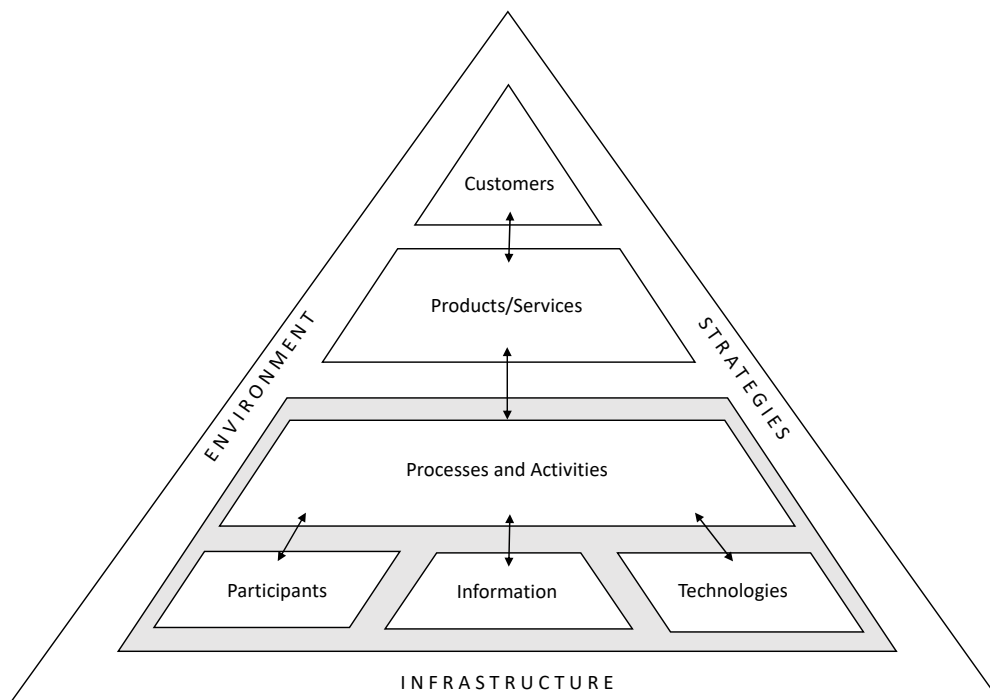 Customers
Products/Services
ENVIRONMENT
STRATEGIES
Processes and Activities
Participants
Information
Technologies
INFRASTRUCTURE